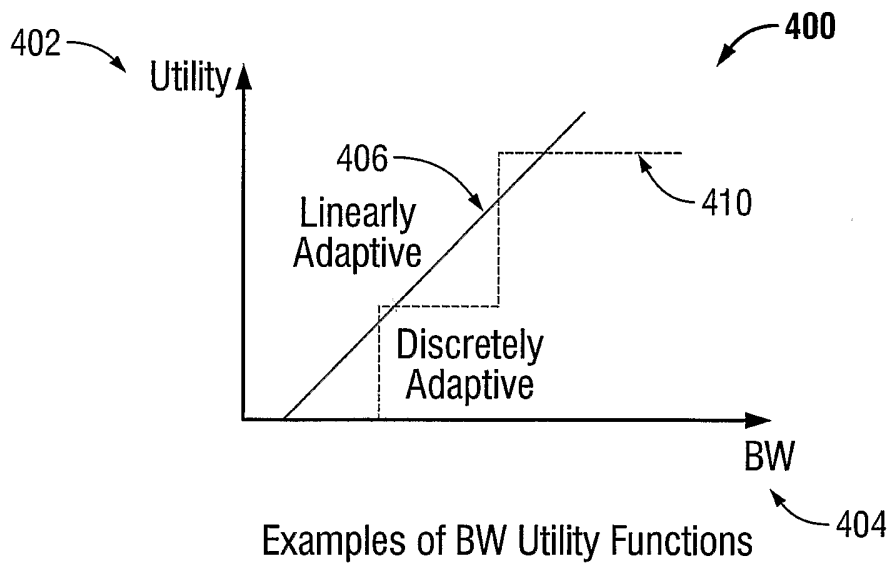 400
402
Utility
406
Linearly
Adaptive
410
Discretely
Adaptive
BW
404
Examples of BW Utility Functions